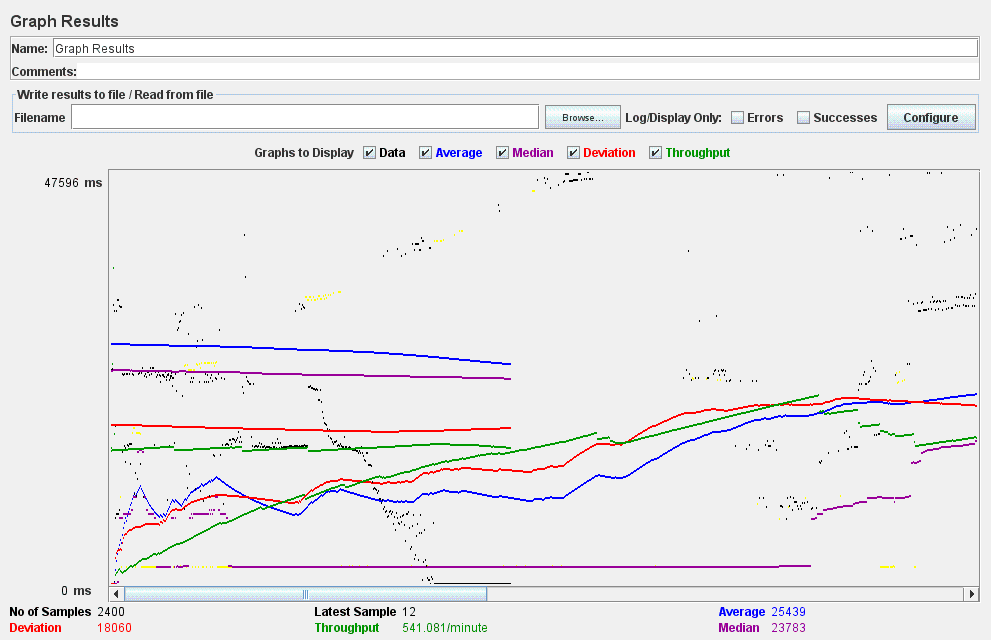 Graph Results
Name: Graph Results
Comments:
Write results to file / Read from file
Filename Browse... Log/Display Only: Errors Successes Configure
Graphs to Display Data Average Median Deviation Throughput
47596 ms
0 ms
No of Samples 2400 Latest Sample 12 Average 25439
Deviation 18060 Throughput 541.081/minute Median 23783